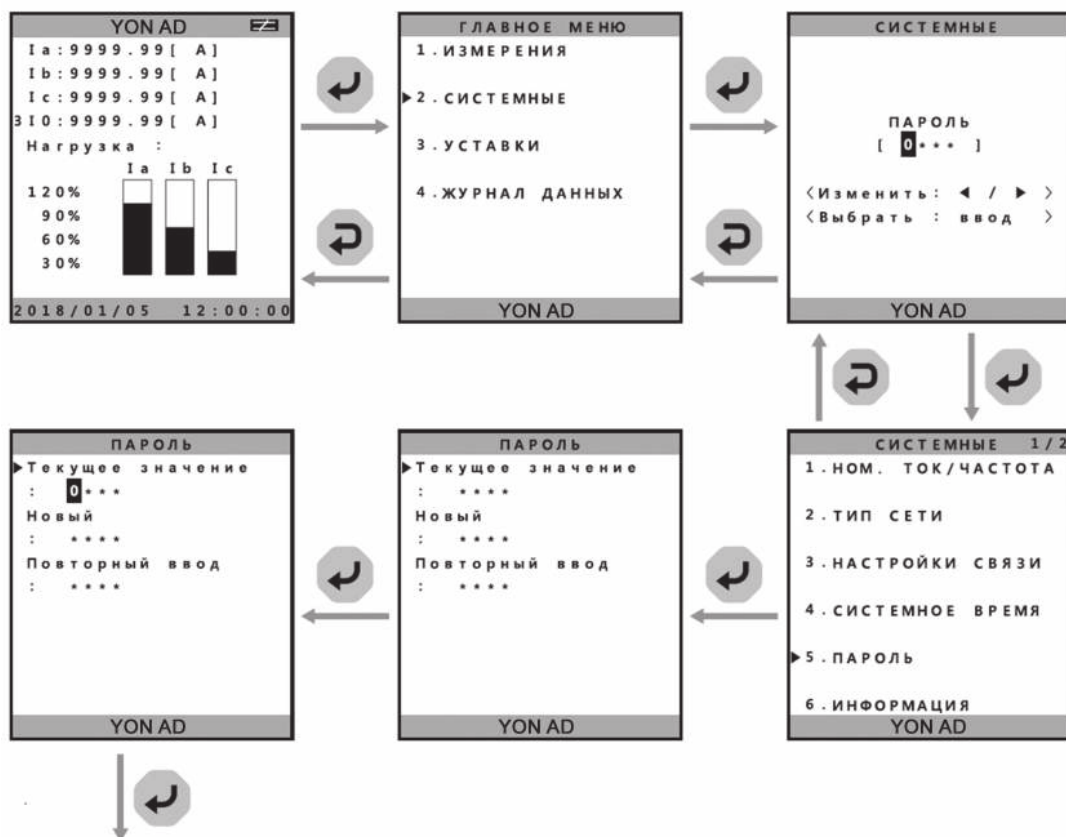 YON AD
Ia:9999.99[ A]
Ib:9999.99[ A]
Ic:9999.99[ A]
3I0:9999.99[ A]
Нагрузка :
Ia Ib Ic
120%
90%
60%
30%
2018/01/05 12:00:00
ГЛАВНОЕ МЕНЮ
1.ИЗМЕРЕНИЯ
▶2.СИСТЕМНЫЕ
3.УСТАВКИ
4.ЖУРНАЛ ДАННЫХ
YON AD
СИСТЕМНЫЕ
ПАРОЛЬ
[ 0*** ]
<Изменить: ◀ / ▶ >
<Выбрать : ввод >
YON AD
ПАРОЛЬ
▶Текущее значение
: 0***
Новый
: ****
Повторный ввод
: ****
YON AD
ПАРОЛЬ
▶Текущее значение
: ****
Новый
: ****
Повторный ввод
: ****
YON AD
СИСТЕМНЫЕ 1/2
1.НОМ. ТОК/ЧАСТОТА
2.ТИП СЕТИ
3.НАСТРОЙКИ СВЯЗИ
4.СИСТЕМНОЕ ВРЕМЯ
▶5.ПАРОЛЬ
6.ИНФОРМАЦИЯ
YON AD